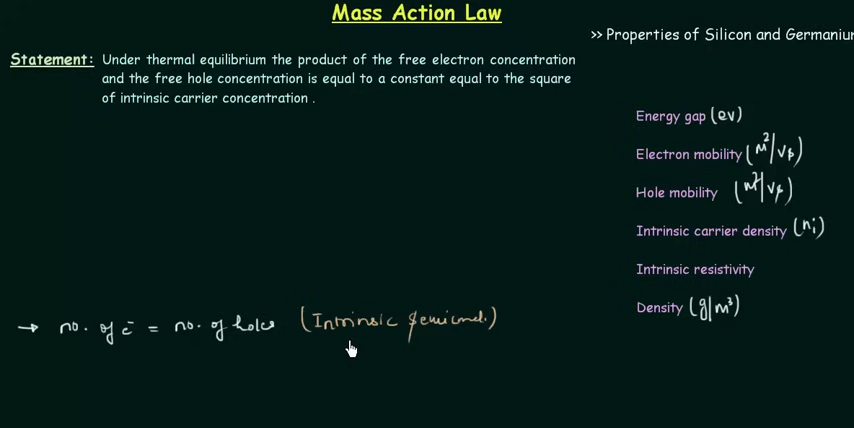 Mass Action Law
>> Properties of Silicon and Germaniun
Statement: Under thermal equilibrium the product of the free electron concentration
and the free hole concentration is equal to a constant equal to the square
of intrinsic carrier concentration .
Energy gap (ev)
Electron mobility (m²/vs)
Hole mobility (m²/vs)
Intrinsic carrier density (ni)
Intrinsic resistivity
Density (g/m³)
→ no. of e⁻ = no. of holes (Intrinsic Semicond.)